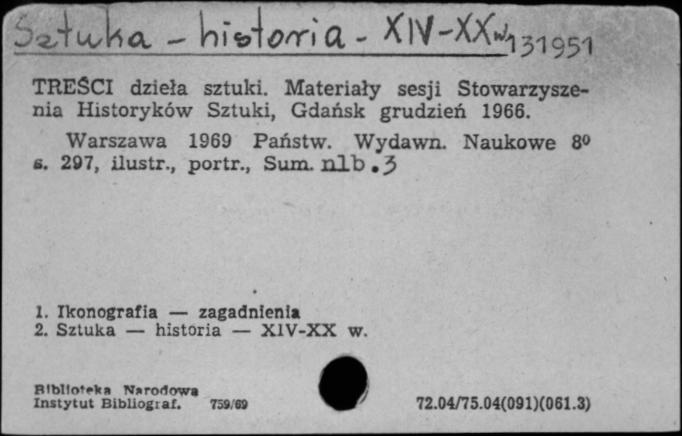 Sztuka - historia - XIV-XX w.
131951
TREŚCI dzieła sztuki. Materiały sesji Stowarzysze-
nia Historyków Sztuki, Gdańsk grudzień 1966.
Warszawa 1969 Państw. Wydawn. Naukowe 8º
s. 297, ilustr., portr., Sum. nlb. 3
1. Ikonografia — zagadnienia
2. Sztuka — historia — XIV-XX w.
Biblioteka Narodowa
Instytut Bibliograf. 759/69
72.04/75.04(091)(061.3)